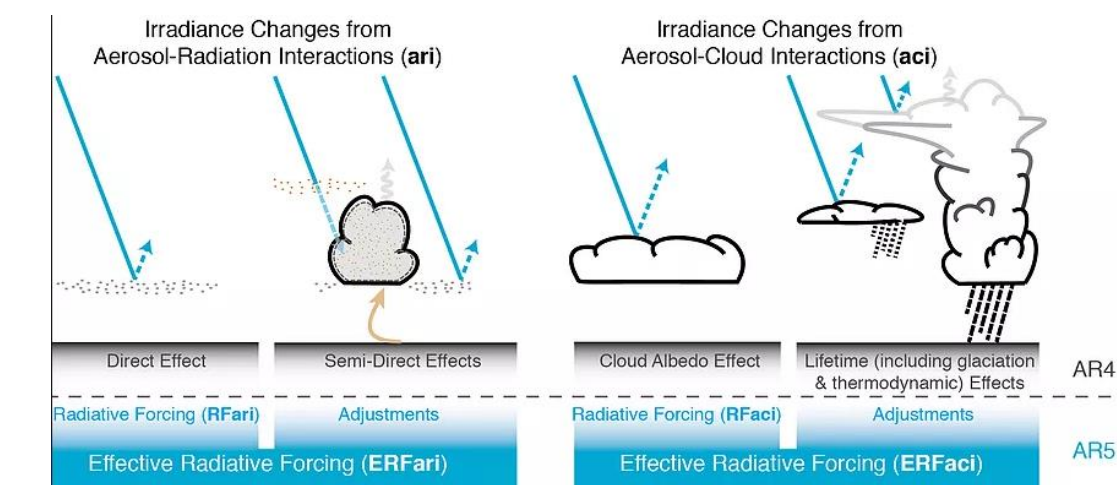 Irradiance Changes from
Aerosol-Radiation Interactions (ari)
Irradiance Changes from
Aerosol-Cloud Interactions (aci)
Direct Effect
Semi-Direct Effects
Cloud Albedo Effect
Lifetime (including glaciation
& thermodynamic) Effects
AR4
Radiative Forcing (RFari)
Adjustments
Radiative Forcing (RFaci)
Adjustments
Effective Radiative Forcing (ERFari)
Effective Radiative Forcing (ERFaci)
AR5